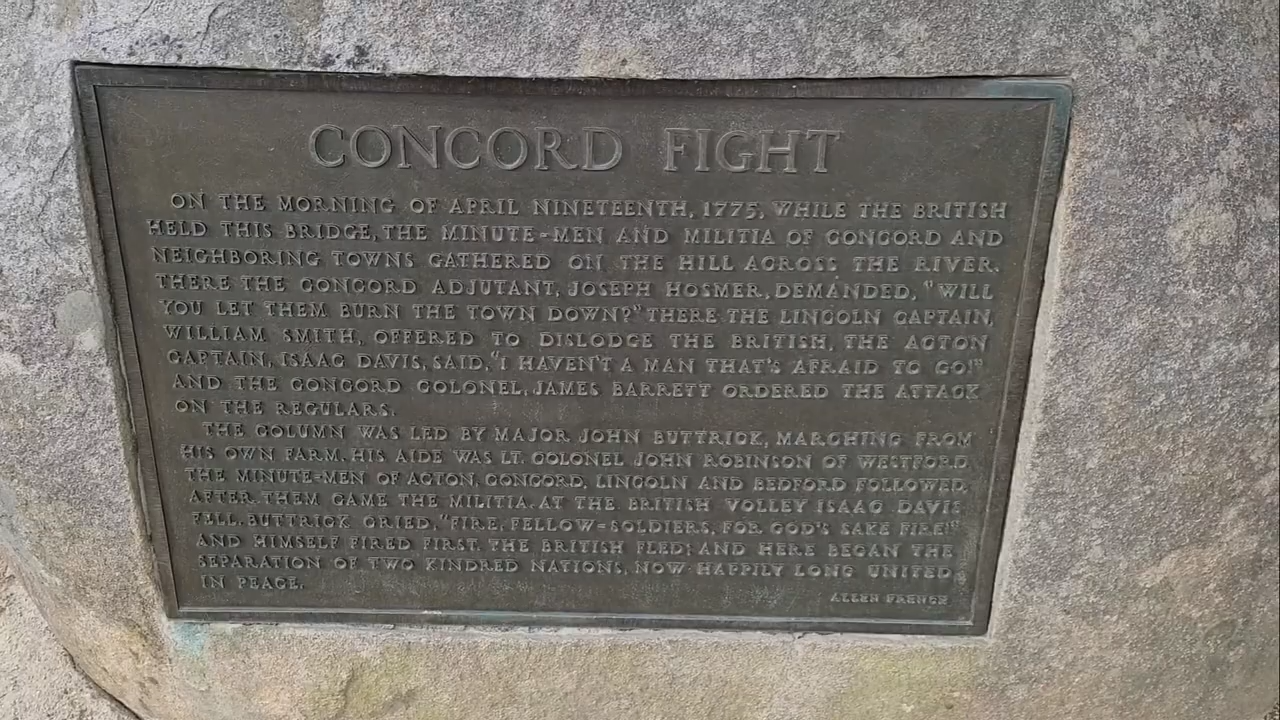 CONCORD FIGHT
ON THE MORNING OF APRIL NINETEENTH, 1775, WHILE THE BRITISH
HELD THIS BRIDGE, THE MINUTE-MEN AND MILITIA OF CONCORD AND
NEIGHBORING TOWNS GATHERED ON THE HILL ACROSS THE RIVER.
THERE THE CONCORD ADJUTANT, JOSEPH HOSMER, DEMANDED, "WILL
YOU LET THEM BURN THE TOWN DOWN?" THERE THE LINCOLN CAPTAIN,
WILLIAM SMITH, OFFERED TO DISLODGE THE BRITISH, THE ACTON
CAPTAIN, ISAAC DAVIS, SAID, "I HAVEN'T A MAN THAT'S AFRAID TO GO!"
AND THE CONCORD COLONEL, JAMES BARRETT ORDERED THE ATTACK
ON THE REGULARS.
THE COLUMN WAS LED BY MAJOR JOHN BUTTRICK, MARCHING FROM
HIS OWN FARM. HIS AIDE WAS LT. COLONEL JOHN ROBINSON OF WESTFORD.
THE MINUTE-MEN OF ACTON, CONCORD, LINCOLN AND BEDFORD FOLLOWED.
AFTER THEM CAME THE MILITIA. AT THE BRITISH VOLLEY ISAAC DAVIS
FELL. BUTTRICK CRIED, "FIRE, FELLOW-SOLDIERS, FOR GOD'S SAKE FIRE!"
AND HIMSELF FIRED FIRST. THE BRITISH FLED; AND HERE BEGAN THE
SEPARATION OF TWO KINDRED NATIONS, NOW HAPPILY LONG UNITED
IN PEACE.
ALLEN FRENCH